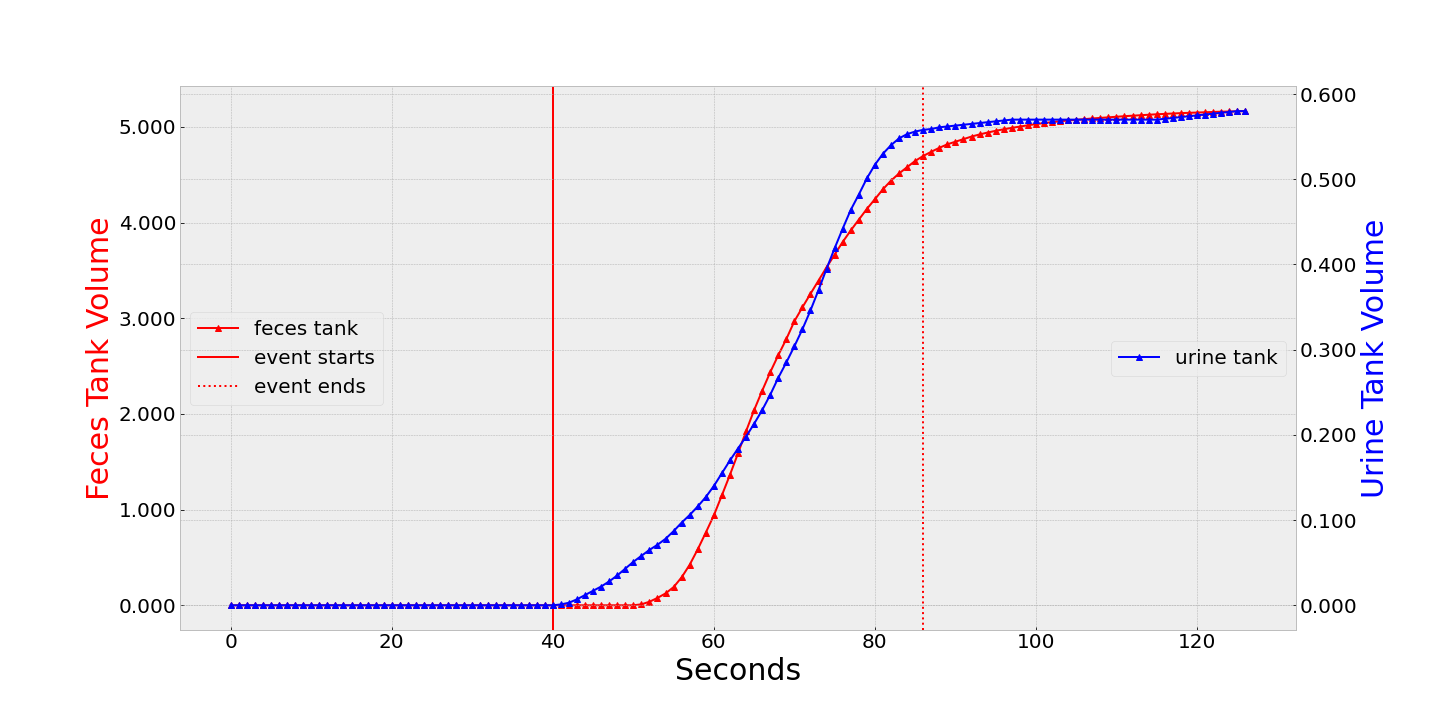 Feces Tank Volume
5.000
4.000
3.000
2.000
1.000
0.000
feces tank
event starts
event ends
urine tank
0.600
0.500
0.400
0.300
0.200
0.100
0.000
Urine Tank Volume
0 20 40 60 80 100 120
Seconds